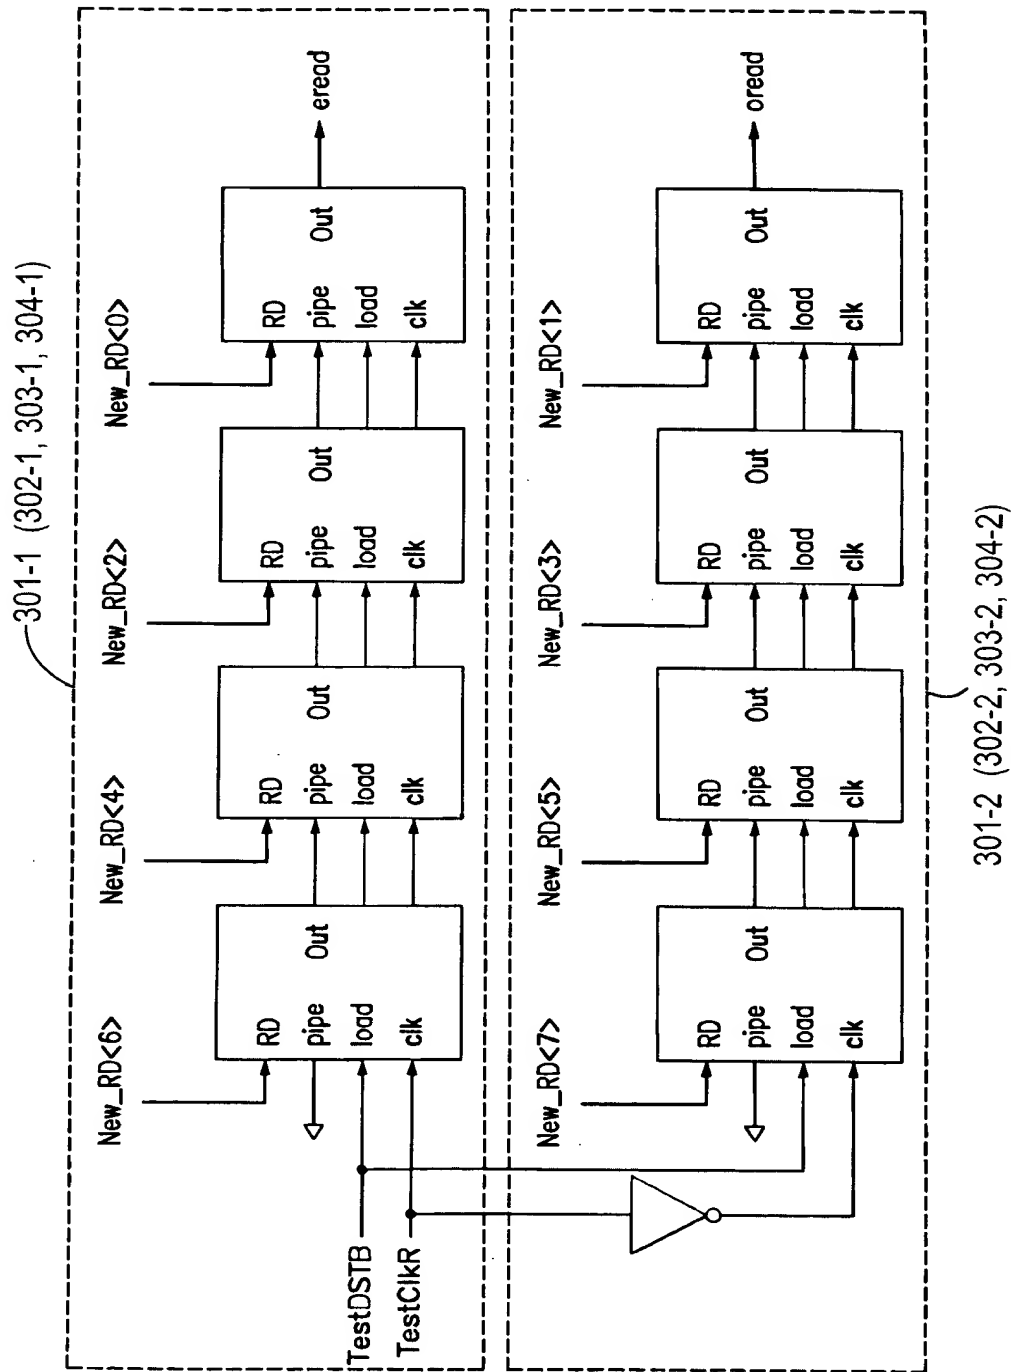 301-1 (302-1, 303-1, 304-1)
New_RD<6>
New_RD<4>
New_RD<2>
New_RD<0>
RD
pipe
load
clk
Out
RD
pipe
load
clk
Out
RD
pipe
load
clk
Out
RD
pipe
load
clk
Out
eread
TestDSTB
TestClkR
New_RD<7>
New_RD<5>
New_RD<3>
New_RD<1>
RD
pipe
load
clk
Out
RD
pipe
load
clk
Out
RD
pipe
load
clk
Out
RD
pipe
load
clk
Out
oread
301-2 (302-2, 303-2, 304-2)